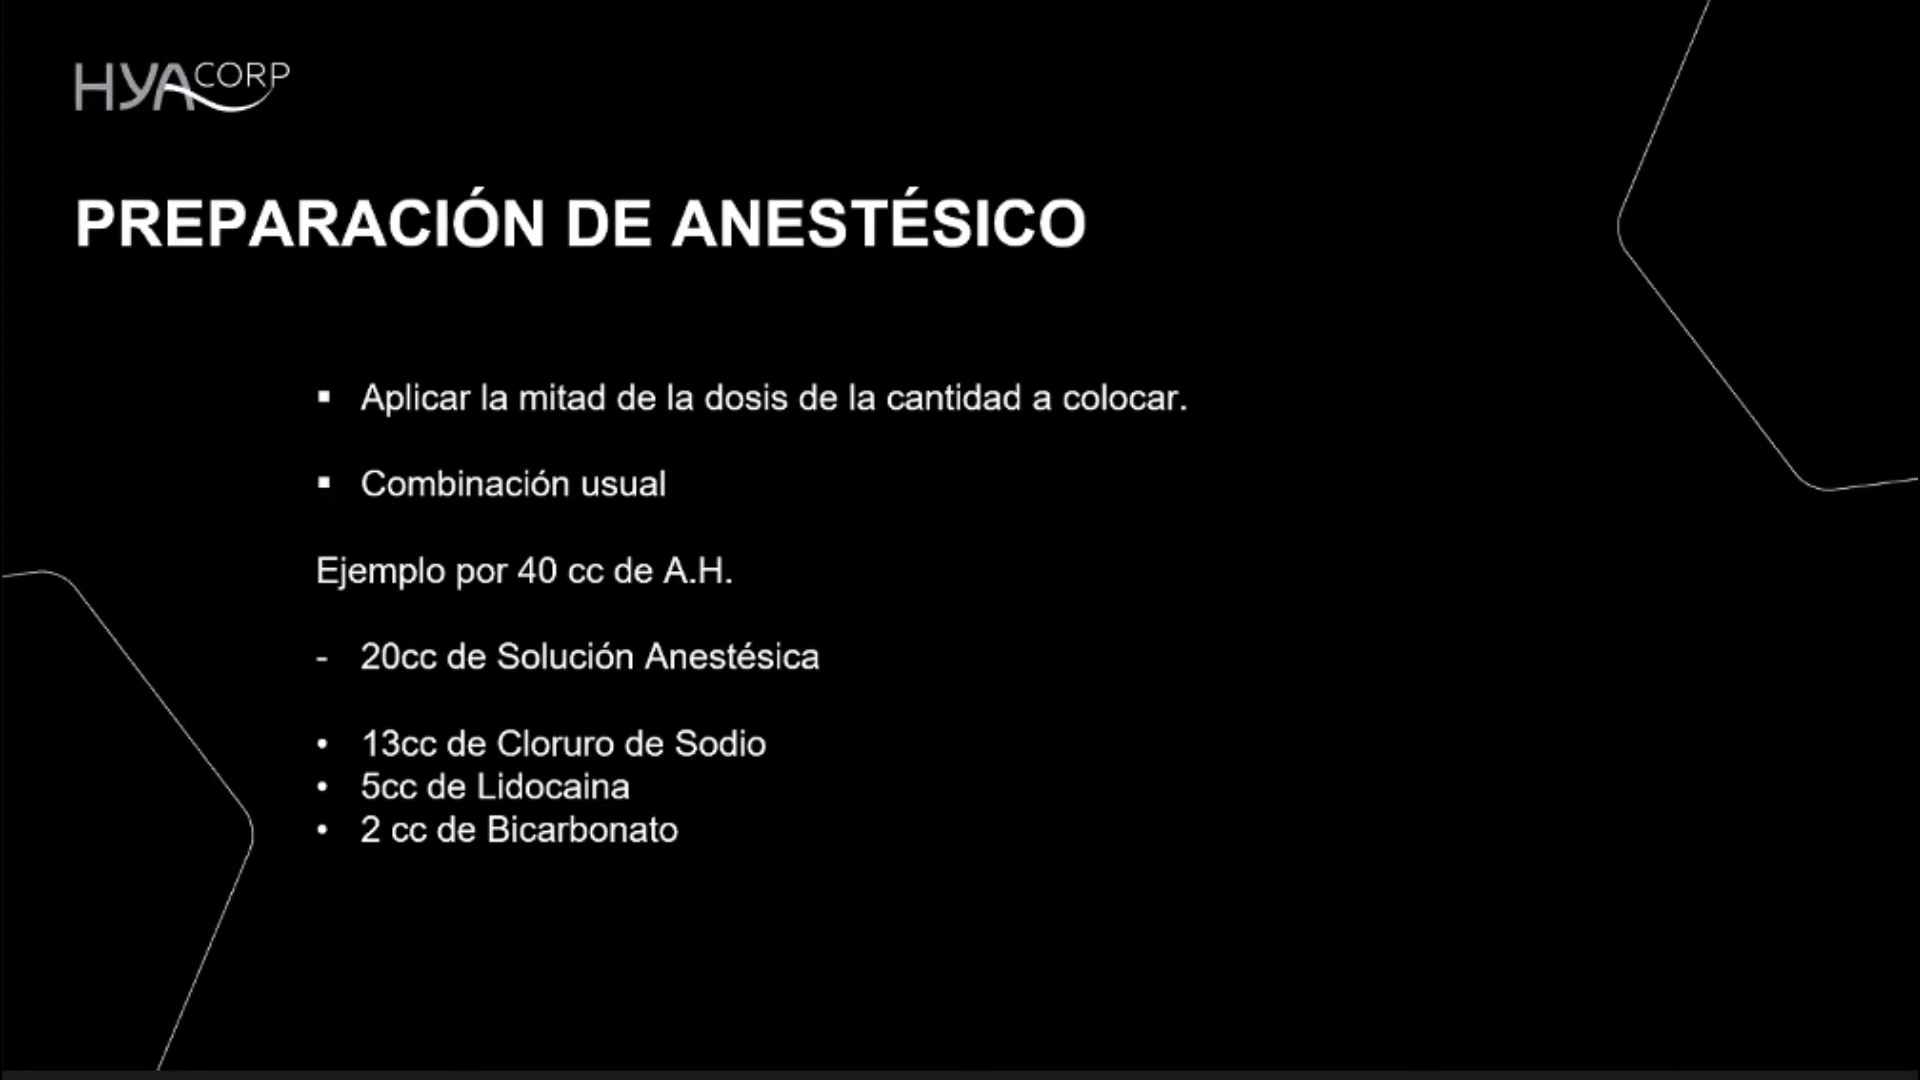 HYACORP
PREPARACIÓN DE ANESTÉSICO
▪ Aplicar la mitad de la dosis de la cantidad a colocar.
▪ Combinación usual
Ejemplo por 40 cc de A.H.
- 20cc de Solución Anestésica
• 13cc de Cloruro de Sodio
• 5cc de Lidocaina
• 2 cc de Bicarbonato